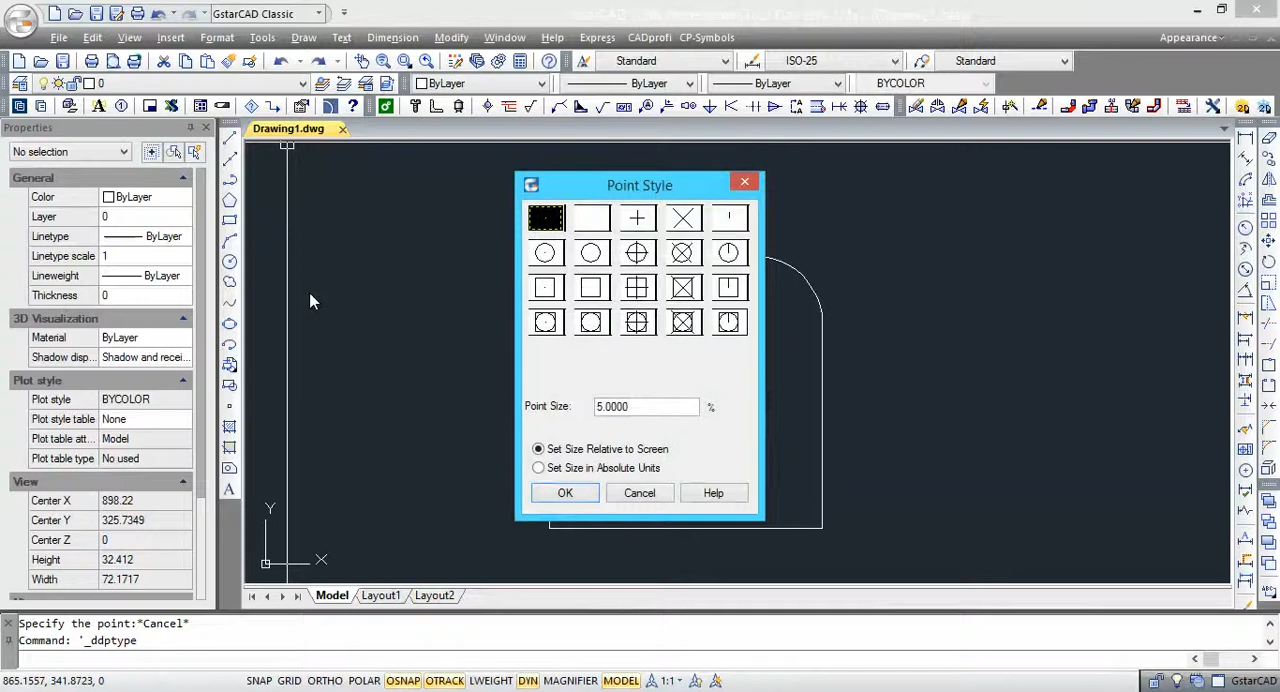 GstarCAD Classic
File Edit View Insert Format Tools Draw Text Dimension Modify Window Help Express CADprofi CP-Symbols Appearance
Standard ISO-25 Standard
0 ByLayer ByLayer ByLayer BYCOLOR
Properties
Drawing1.dwg
No selection
General
Color ByLayer
Layer 0
Linetype ByLayer
Linetype scale 1
Lineweight ByLayer
Thickness 0
3D Visualization
Material ByLayer
Shadow disp... Shadow and recei...
Plot style
Plot style BYCOLOR
Plot style table None
Plot table att... Model
Plot table type No used
View
Center X 898.22
Center Y 325.7349
Center Z 0
Height 32.412
Width 72.1717
Point Style
Point Size: 5.0000 %
Set Size Relative to Screen
Set Size in Absolute Units
OK Cancel Help
Y
X
Model Layout1 Layout2
Specify the point:*Cancel*
Command: '_ddptype
865.1557, 341.8723, 0 SNAP GRID ORTHO POLAR OSNAP OTRACK LWEIGHT DYN MAGNIFIER MODEL 1:1 GstarCAD